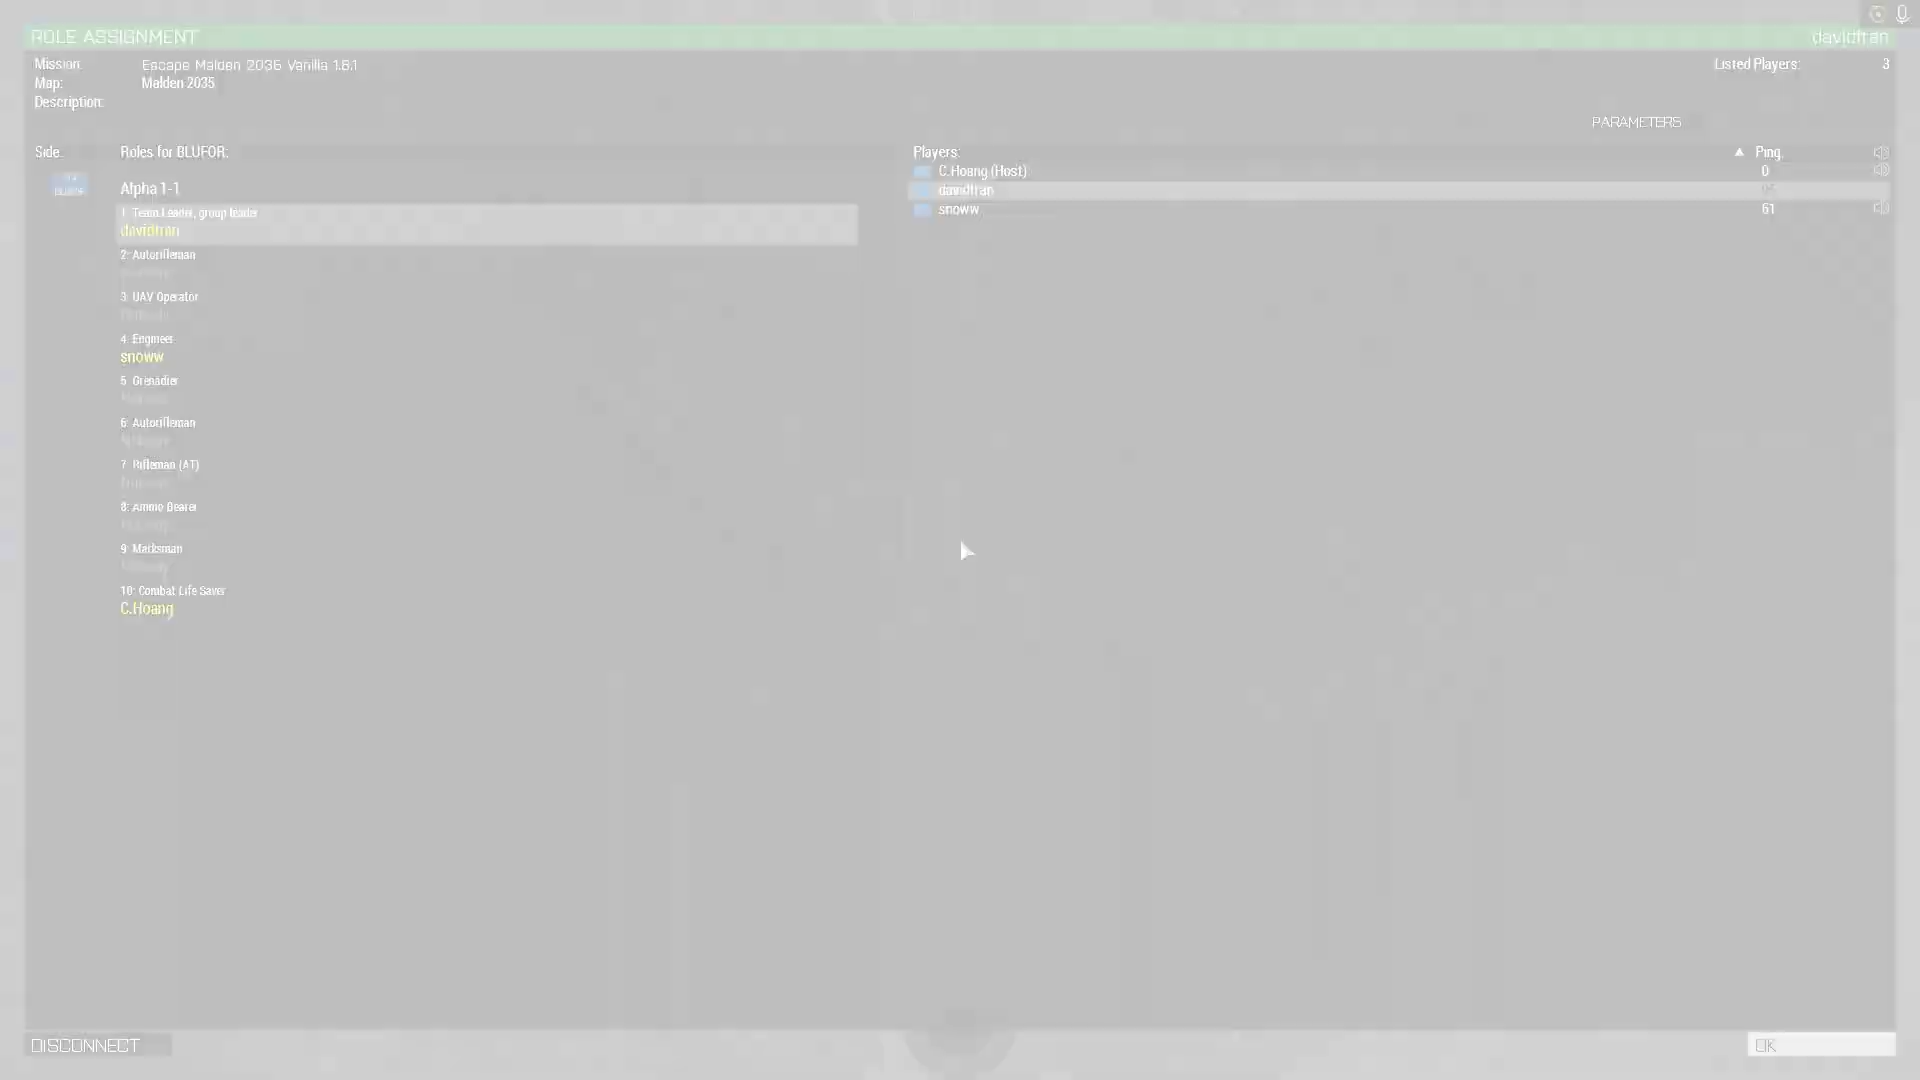 ROLE ASSIGNMENT
davidtran
Mission: Escape Malden 2035 Vanilla 1.8.1
Listed Players: 3
Map: Malden 2035
Description:
PARAMETERS
Side: Roles for BLUFOR:
Players: Ping
BLUFOR
Alpha 1-1
C.Hoang (Host) 0
davidtran
snoww 61
1: Team Leader, group leader
davidtran
2: Autorifleman
3: UAV Operator
4: Engineer
snoww
5: Grenadier
6: Autorifleman
7: Rifleman (AT)
8: Ammo Bearer
9: Marksman
10: Combat Life Saver
C.Hoang
DISCONNECT
OK